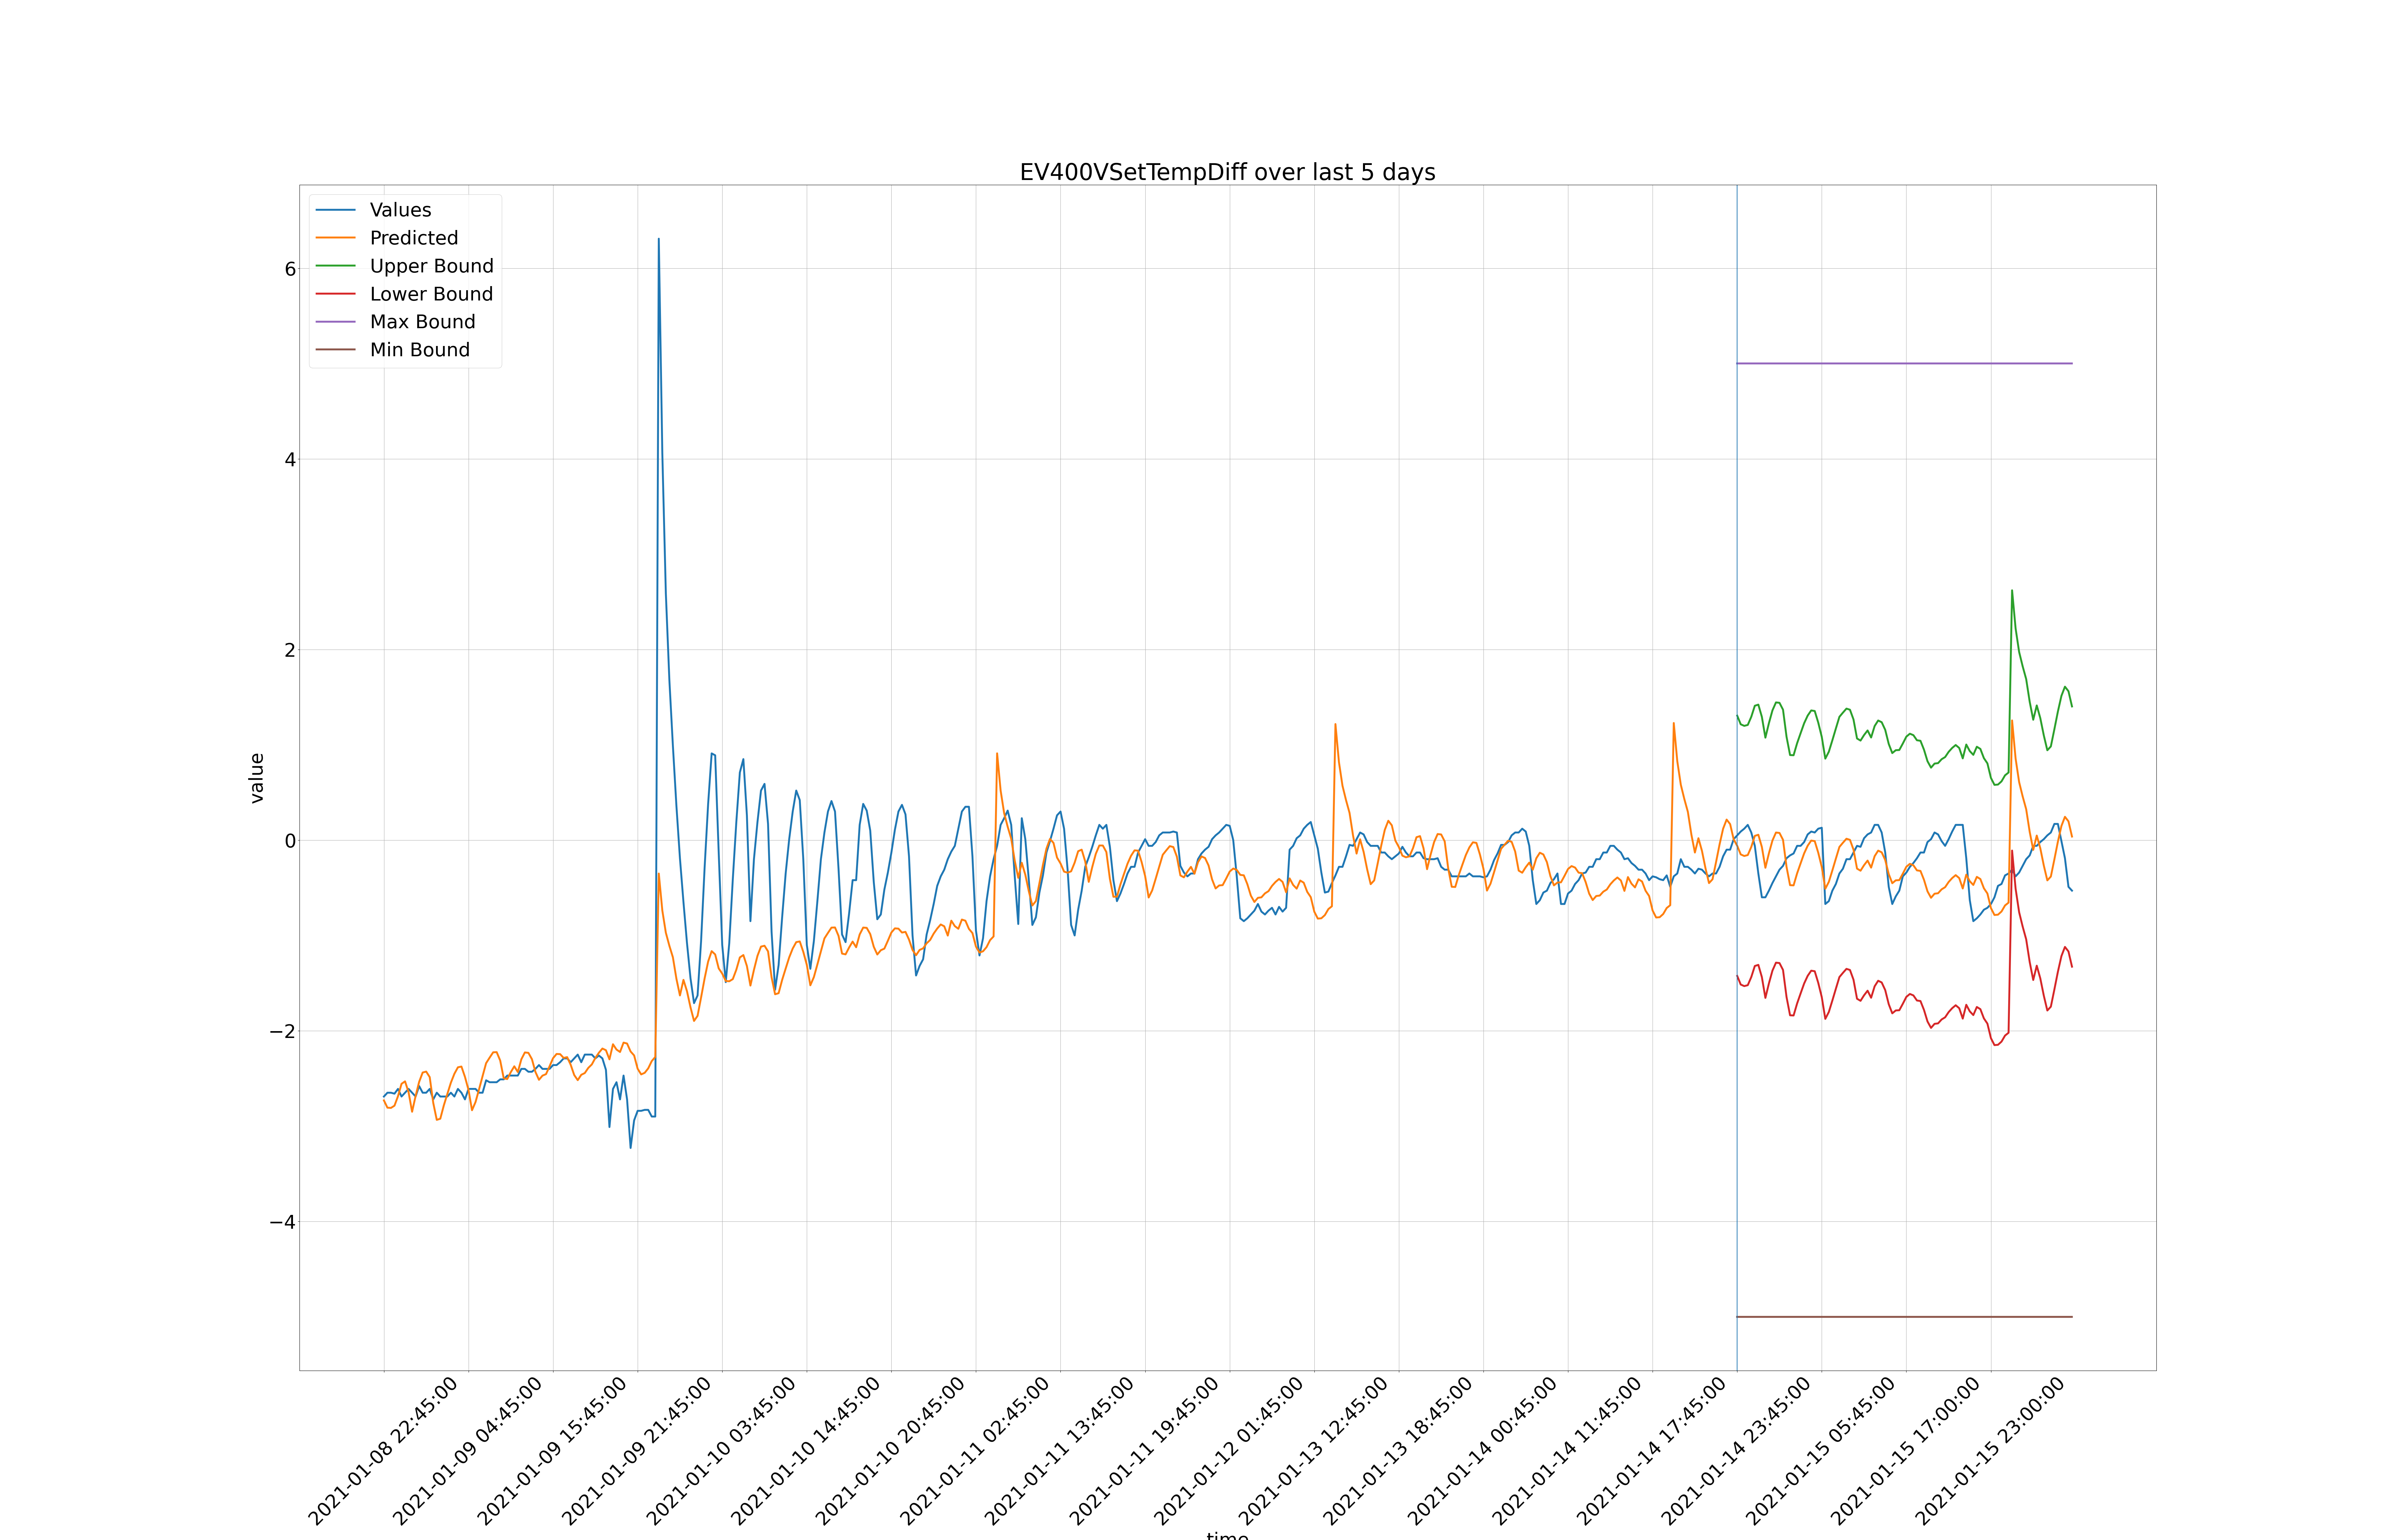 EV400VSetTempDiff over last 5 days
Values
Predicted
Upper Bound
Lower Bound
Max Bound
Min Bound
6
4
2
0
−2
−4
value
2021-01-08 22:45:00
2021-01-09 04:45:00
2021-01-09 15:45:00
2021-01-09 21:45:00
2021-01-10 03:45:00
2021-01-10 14:45:00
2021-01-10 20:45:00
2021-01-11 02:45:00
2021-01-11 13:45:00
2021-01-11 19:45:00
2021-01-12 01:45:00
2021-01-13 12:45:00
2021-01-13 18:45:00
2021-01-14 00:45:00
2021-01-14 11:45:00
2021-01-14 17:45:00
2021-01-14 23:45:00
2021-01-15 05:45:00
2021-01-15 17:00:00
2021-01-15 23:00:00
time